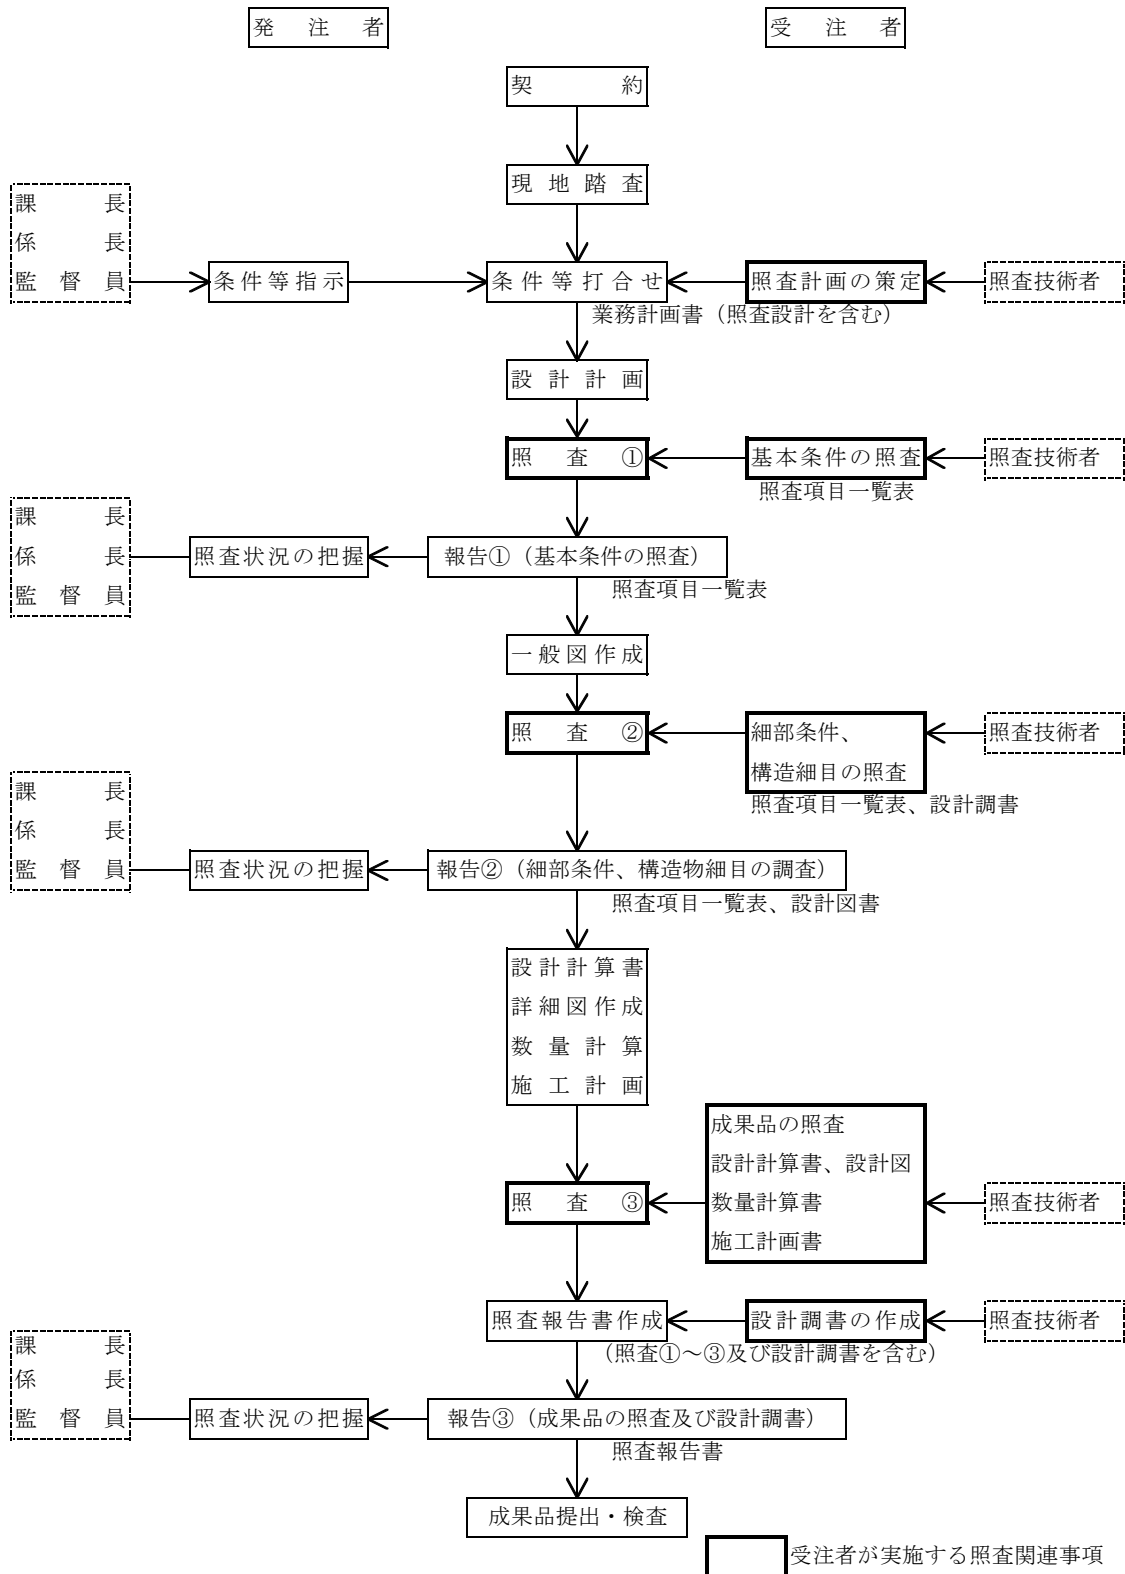 発注者
受注者
契約
現地踏査
課長
係長
監督員
条件等指示
条件等打合せ
照査計画の策定
照査技術者
業務計画書（照査設計を含む）
設計計画
照査①
基本条件の照査
照査技術者
照査項目一覧表
課長
係長
監督員
照査状況の把握
報告①（基本条件の照査）
照査項目一覧表
一般図作成
照査②
細部条件、
構造細目の照査
照査技術者
照査項目一覧表、設計調書
課長
係長
監督員
照査状況の把握
報告②（細部条件、構造物細目の調査）
照査項目一覧表、設計図書
設計計算書
詳細図作成
数量計算
施工計画
成果品の照査
設計計算書、設計図
数量計算書
施工計画書
照査③
照査技術者
照査報告書作成
設計調書の作成
照査技術者
（照査①～③及び設計調書を含む）
課長
係長
監督員
照査状況の把握
報告③（成果品の照査及び設計調書）
照査報告書
成果品提出・検査
受注者が実施する照査関連事項